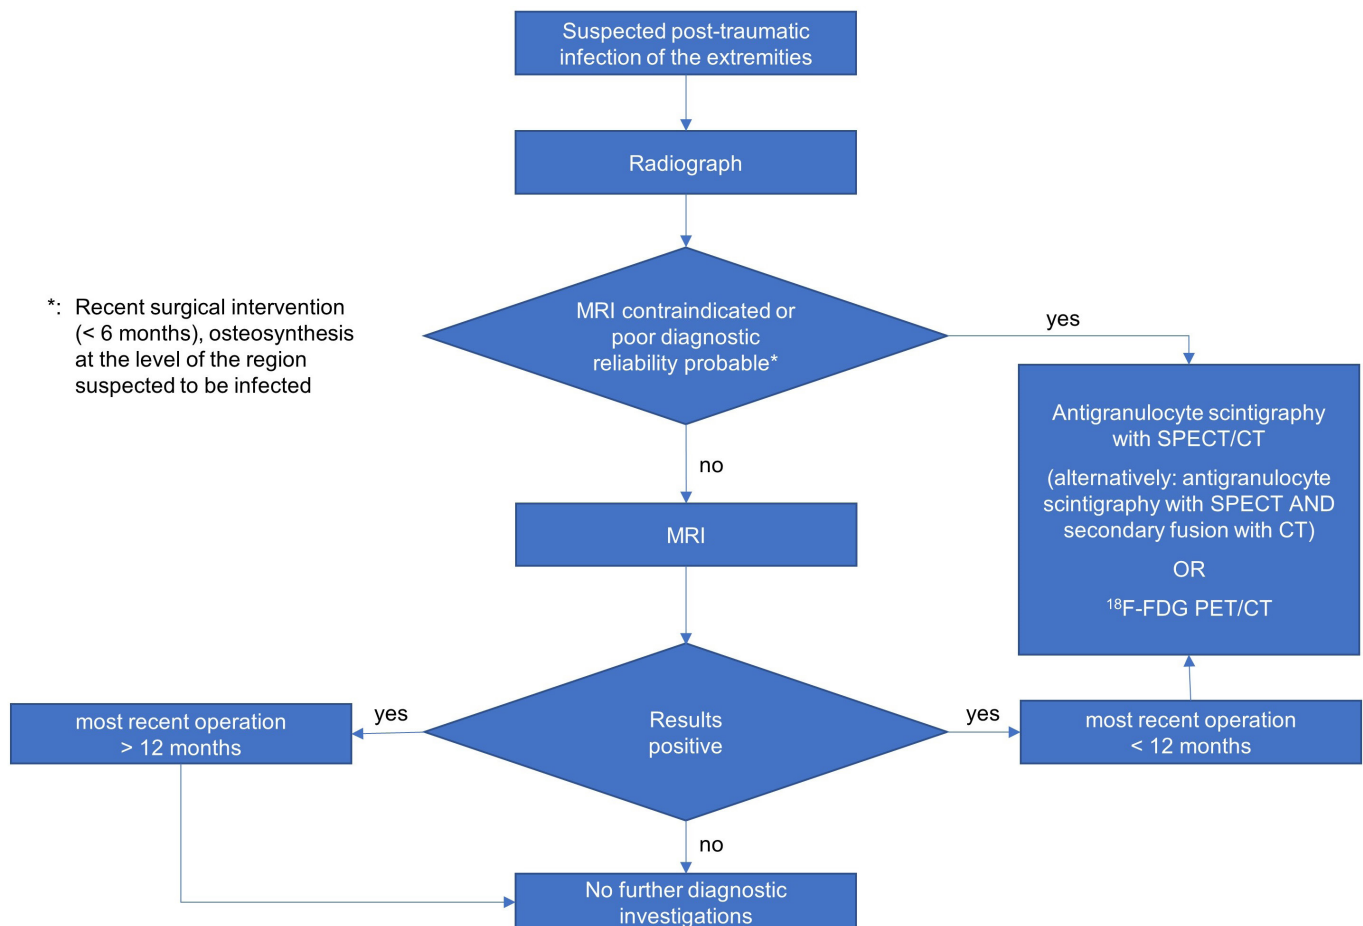 Suspected post-traumatic
infection of the extremities
Radiograph
*: Recent surgical intervention
(< 6 months), osteosynthesis
at the level of the region
suspected to be infected
MRI contraindicated or
poor diagnostic
reliability probable*
yes
no
Antigranulocyte scintigraphy
with SPECT/CT
(alternatively: antigranulocyte
scintigraphy with SPECT AND
secondary fusion with CT)
OR
¹⁸F-FDG PET/CT
MRI
Results
positive
yes
most recent operation
> 12 months
yes
most recent operation
< 12 months
no
No further diagnostic
investigations